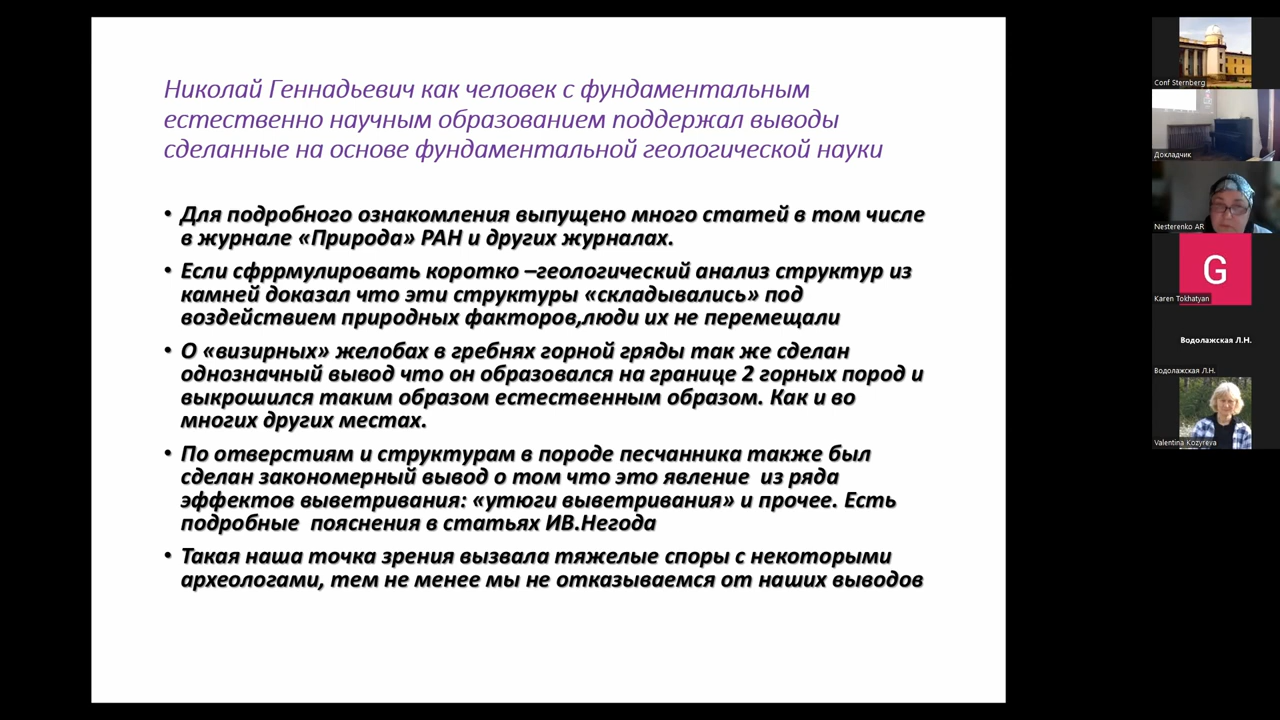 Николай Геннадьевич как человек с фундаментальным
естественно научным образованием поддержал выводы
сделанные на основе фундаментальной геологической науки
• Для подробного ознакомления выпущено много статей в том числе
в журнале «Природа» РАН и других журналах.
• Если сфррмулировать коротко –геологический анализ структур из
камней доказал что эти структуры «складывались» под
воздействием природных факторов,люди их не перемещали
• О «визирных» желобах в гребнях горной гряды так же сделан
однозначный вывод что он образовался на границе 2 горных пород и
выкрошился таким образом естественным образом. Как и во
многих других местах.
• По отверстиям и структурам в породе песчанника также был
сделан закономерный вывод о том что это явление из ряда
эффектов выветривания: «утюги выветривания» и прочее. Есть
подробные пояснения в статьях ИВ.Негода
• Такая наша точка зрения вызвала тяжелые споры с некоторыми
археологами, тем не менее мы не отказываемся от наших выводов
Conf Sternberg
Докладчик
Nesterenko AR
G
Karen Tokhatyan
Водолажская Л.Н.
Водолажская Л.Н.
Valentina Kozyreva